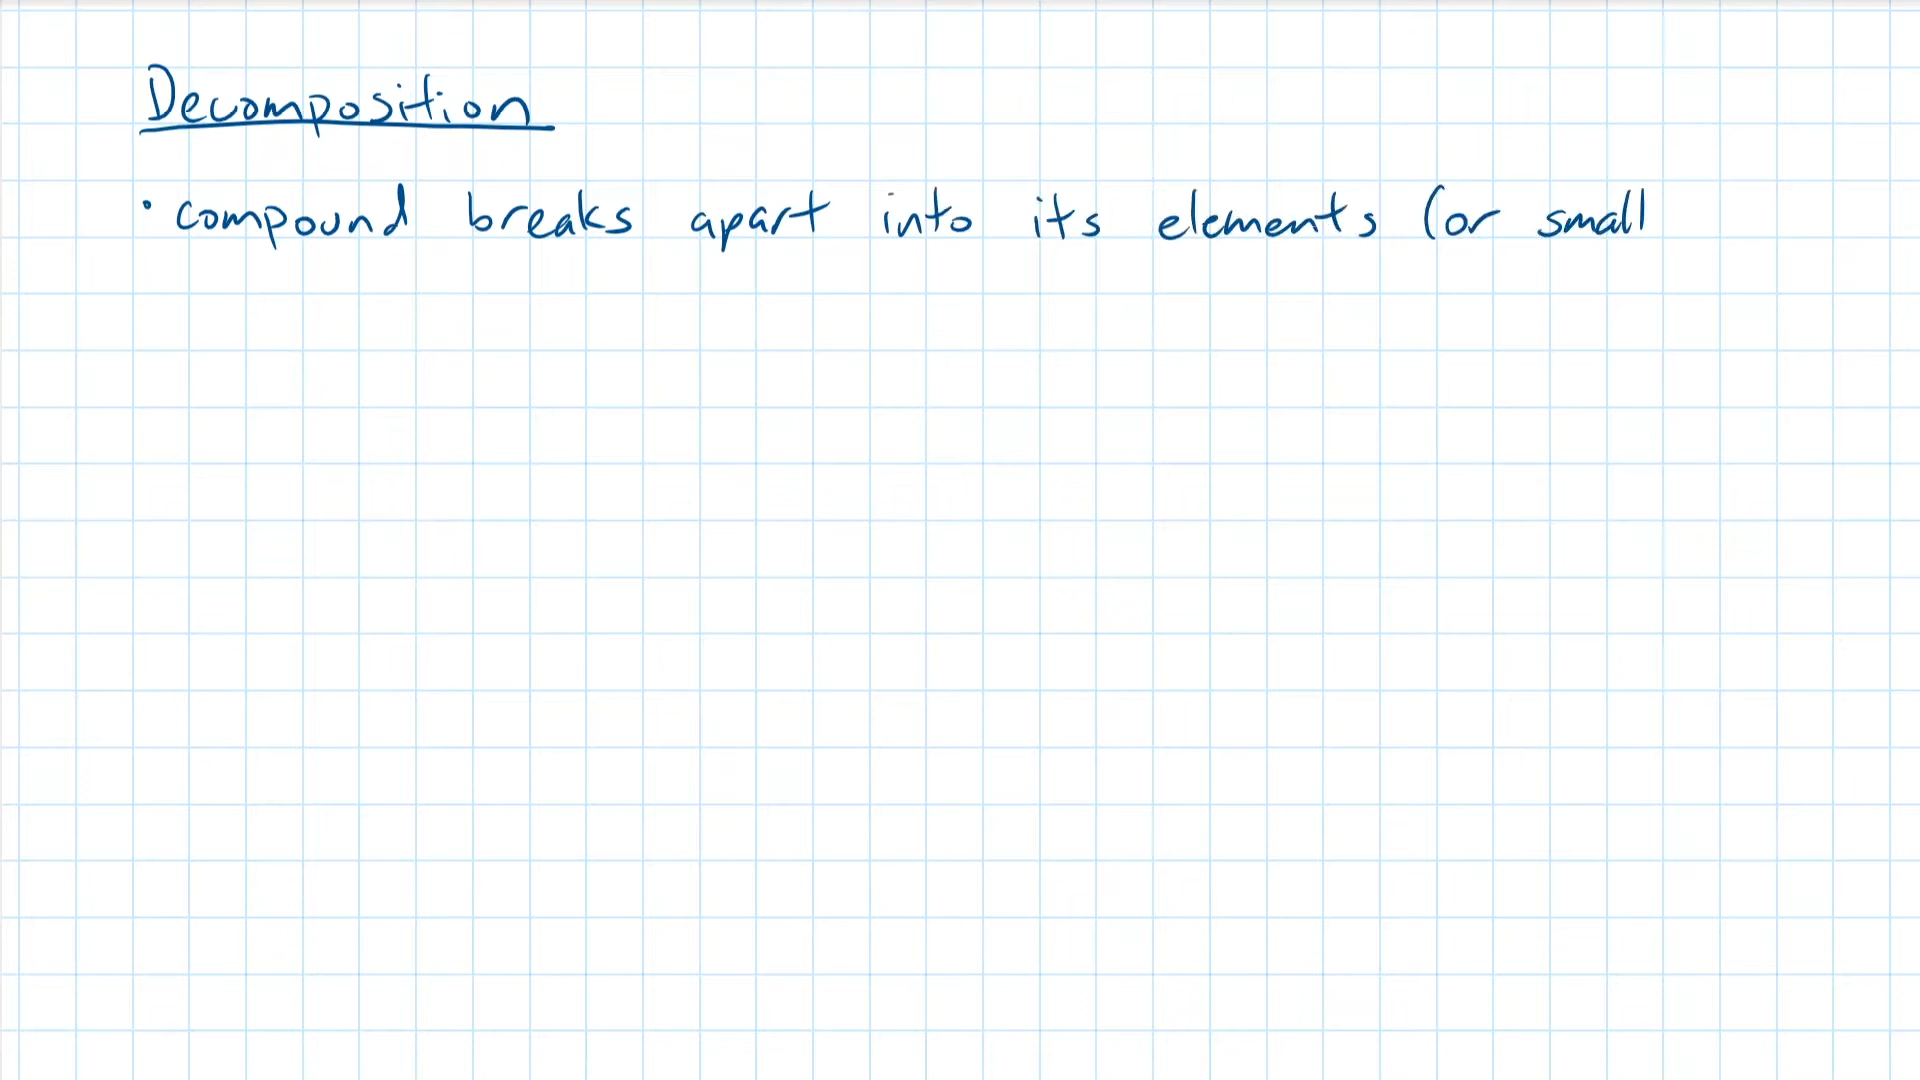 Decomposition
• compound breaks apart into its elements (or small